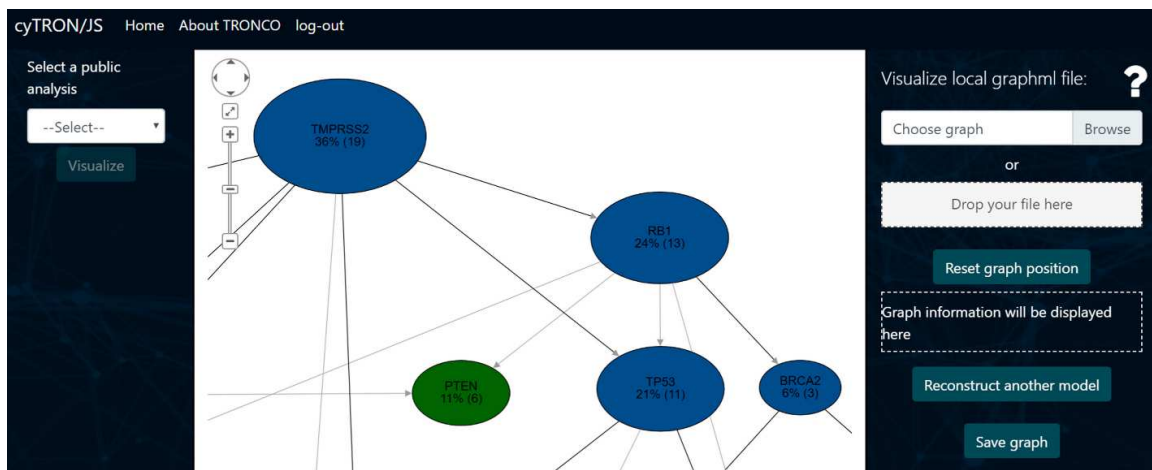 cyTRON/JS Home About TRONCO log-out
Select a public
analysis
--Select--
Visualize
TMPRSS2
36% (19)
RB1
24% (13)
PTEN
11% (6)
TP53
21% (11)
BRCA2
6% (3)
Visualize local graphml file:
?
Choose graph Browse
or
Drop your file here
Reset graph position
Graph information will be displayed
here
Reconstruct another model
Save graph